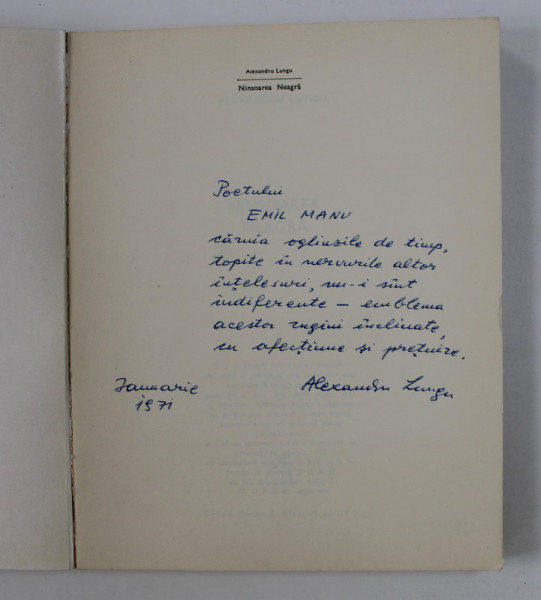 Alexandru Lungu
Ninsoarea Neagră
Poetului
EMIL MANU
căruia oglinzile de timp,
topite în nervurile altor
înțelesuri, nu-i sînt
indiferente – emblema
acestor rugini înclinate,
cu afecțiune și prețuire.
Ianuarie
1971
Alexandru Lungu